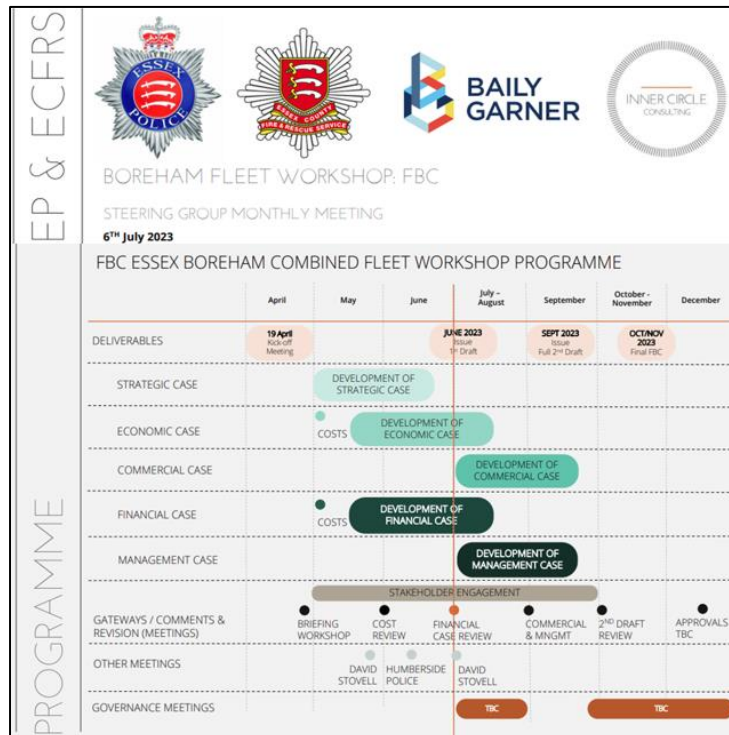 EP & ECFRS
ESSEX
POLICE
ESSEX COUNTY
FIRE & RESCUE SERVICE
BAILY
GARNER
INNER CIRCLE
CONSULTING
BOREHAM FLEET WORKSHOP: FBC
STEERING GROUP MONTHLY MEETING
6TH July 2023
PROGRAMME
FBC ESSEX BOREHAM COMBINED FLEET WORKSHOP PROGRAMME
April May June July – August September October - November December
DELIVERABLES
19 April
Kick-off
Meeting
JUNE 2023
Issue
1st Draft
SEPT 2023
Issue
Full 2nd Draft
OCT/NOV
2023
Final FBC
STRATEGIC CASE
DEVELOPMENT OF
STRATEGIC CASE
ECONOMIC CASE
COSTS
DEVELOPMENT OF
ECONOMIC CASE
COMMERCIAL CASE
DEVELOPMENT OF
COMMERCIAL CASE
FINANCIAL CASE
COSTS
DEVELOPMENT OF
FINANCIAL CASE
MANAGEMENT CASE
DEVELOPMENT OF
MANAGEMENT CASE
STAKEHOLDER ENGAGEMENT
GATEWAYS / COMMENTS &
REVISION (MEETINGS)
BRIEFING
WORKSHOP
COST
REVIEW
FINANCIAL
CASE REVIEW
COMMERCIAL
& MNGMT
2ND DRAFT
REVIEW
APPROVALS
TBC
OTHER MEETINGS
DAVID
STOVELL
HUMBERSIDE
POLICE
DAVID
STOVELL
GOVERNANCE MEETINGS
TBC
TBC